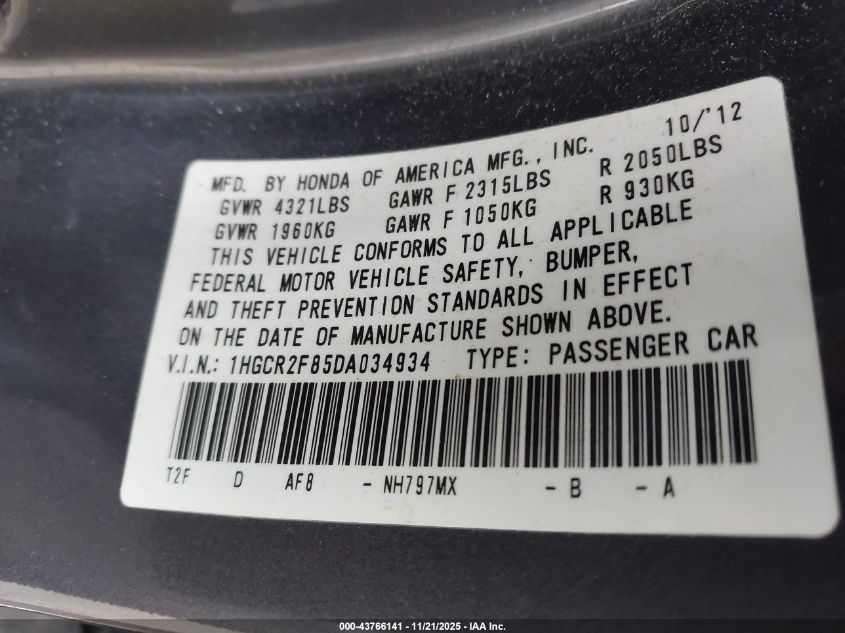 10/'12
MFD. BY HONDA OF AMERICA MFG., INC.
GVWR 4321LBS GAWR F 2315LBS R 2050LBS
GVWR 1960KG GAWR F 1050KG R 930KG
THIS VEHICLE CONFORMS TO ALL APPLICABLE
FEDERAL MOTOR VEHICLE SAFETY, BUMPER,
AND THEFT PREVENTION STANDARDS IN EFFECT
ON THE DATE OF MANUFACTURE SHOWN ABOVE.
V.I.N.: 1HGCR2F85DA034934 TYPE: PASSENGER CAR
T2F D AF8 - NH797MX - B - A
000-43766141 - 11/21/2025 - IAA Inc.